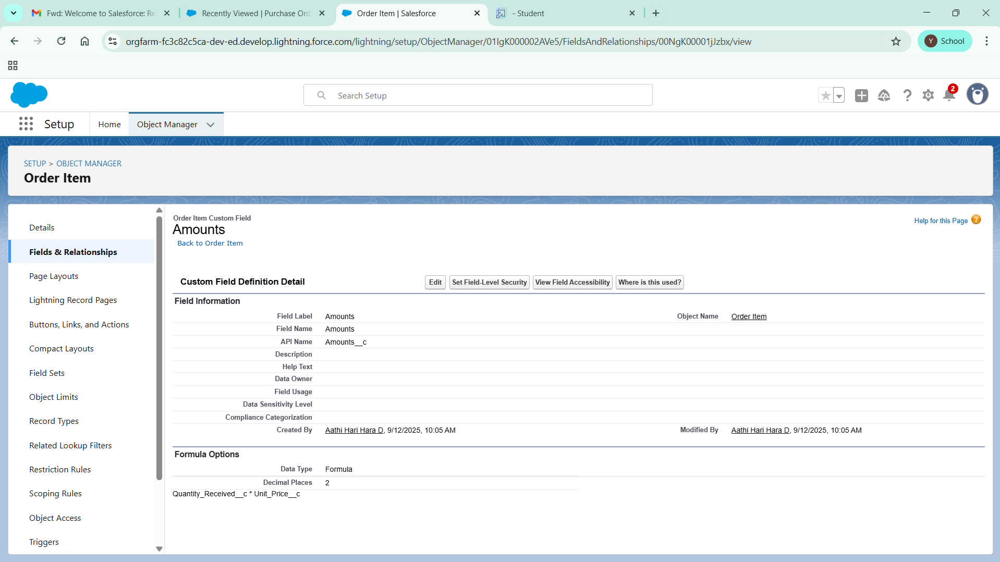 Fwd: Welcome to Salesforce: Re
Recently Viewed | Purchase Ord
Order Item | Salesforce
- Student
orgfarm-fc3c82c5ca-dev-ed.develop.lightning.force.com/lightning/setup/ObjectManager/01IgK000002AVe5/FieldsAndRelationships/00NgK00001jJzbx/view
Y School
Search Setup
2
Setup
Home
Object Manager
SETUP > OBJECT MANAGER
Order Item
Details
Fields & Relationships
Page Layouts
Lightning Record Pages
Buttons, Links, and Actions
Compact Layouts
Field Sets
Object Limits
Record Types
Related Lookup Filters
Restriction Rules
Scoping Rules
Object Access
Triggers
Order Item Custom Field
Amounts
Back to Order Item
Help for this Page ?
Custom Field Definition Detail
Edit
Set Field-Level Security
View Field Accessibility
Where is this used?
Field Information
Field Label Amounts
Object Name Order Item
Field Name Amounts
API Name Amounts__c
Description
Help Text
Data Owner
Field Usage
Data Sensitivity Level
Compliance Categorization
Created By Aathi Hari Hara D, 9/12/2025, 10:05 AM
Modified By Aathi Hari Hara D, 9/12/2025, 10:05 AM
Formula Options
Data Type Formula
Decimal Places 2
Quantity_Received__c * Unit_Price__c